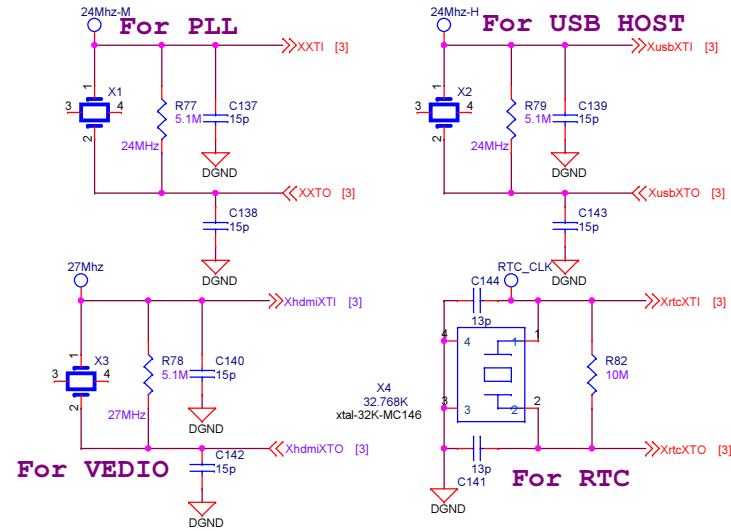 24Mhz-M
For PLL
XXTI [3]
1
X1
3 4
2
R77
5.1M
24MHz
C137
15p
DGND
XXTO [3]
C138
15p
DGND
24Mhz-H
For USB HOST
XusbXTI [3]
1
X2
3 4
2
R79
5.1M
24MHz
C139
15p
DGND
XusbXTO [3]
C143
15p
DGND
27Mhz
XhdmiXTI [3]
1
X3
3 4
2
R78
5.1M
27MHz
C140
15p
DGND
XhdmiXTO [3]
C142
15p
DGND
For VEDIO
RTC_CLK
C144
13p
XrtcXTI [3]
4 4 1 1
X4
32.768K
xtal-32K-MC146
R82
10M
3 3 2 2
13p
C141
XrtcXTO [3]
DGND
For RTC